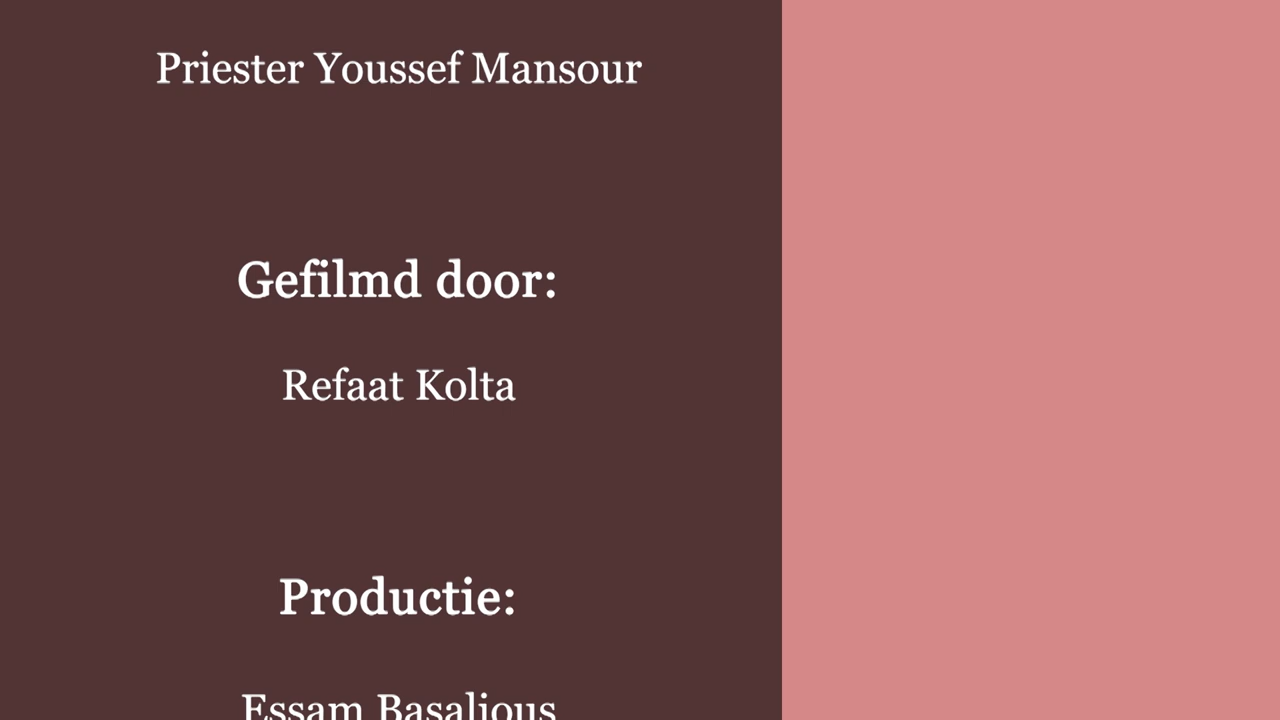 Priester Youssef Mansour
Gefilmd door:
Refaat Kolta
Productie:
Essam Basalious